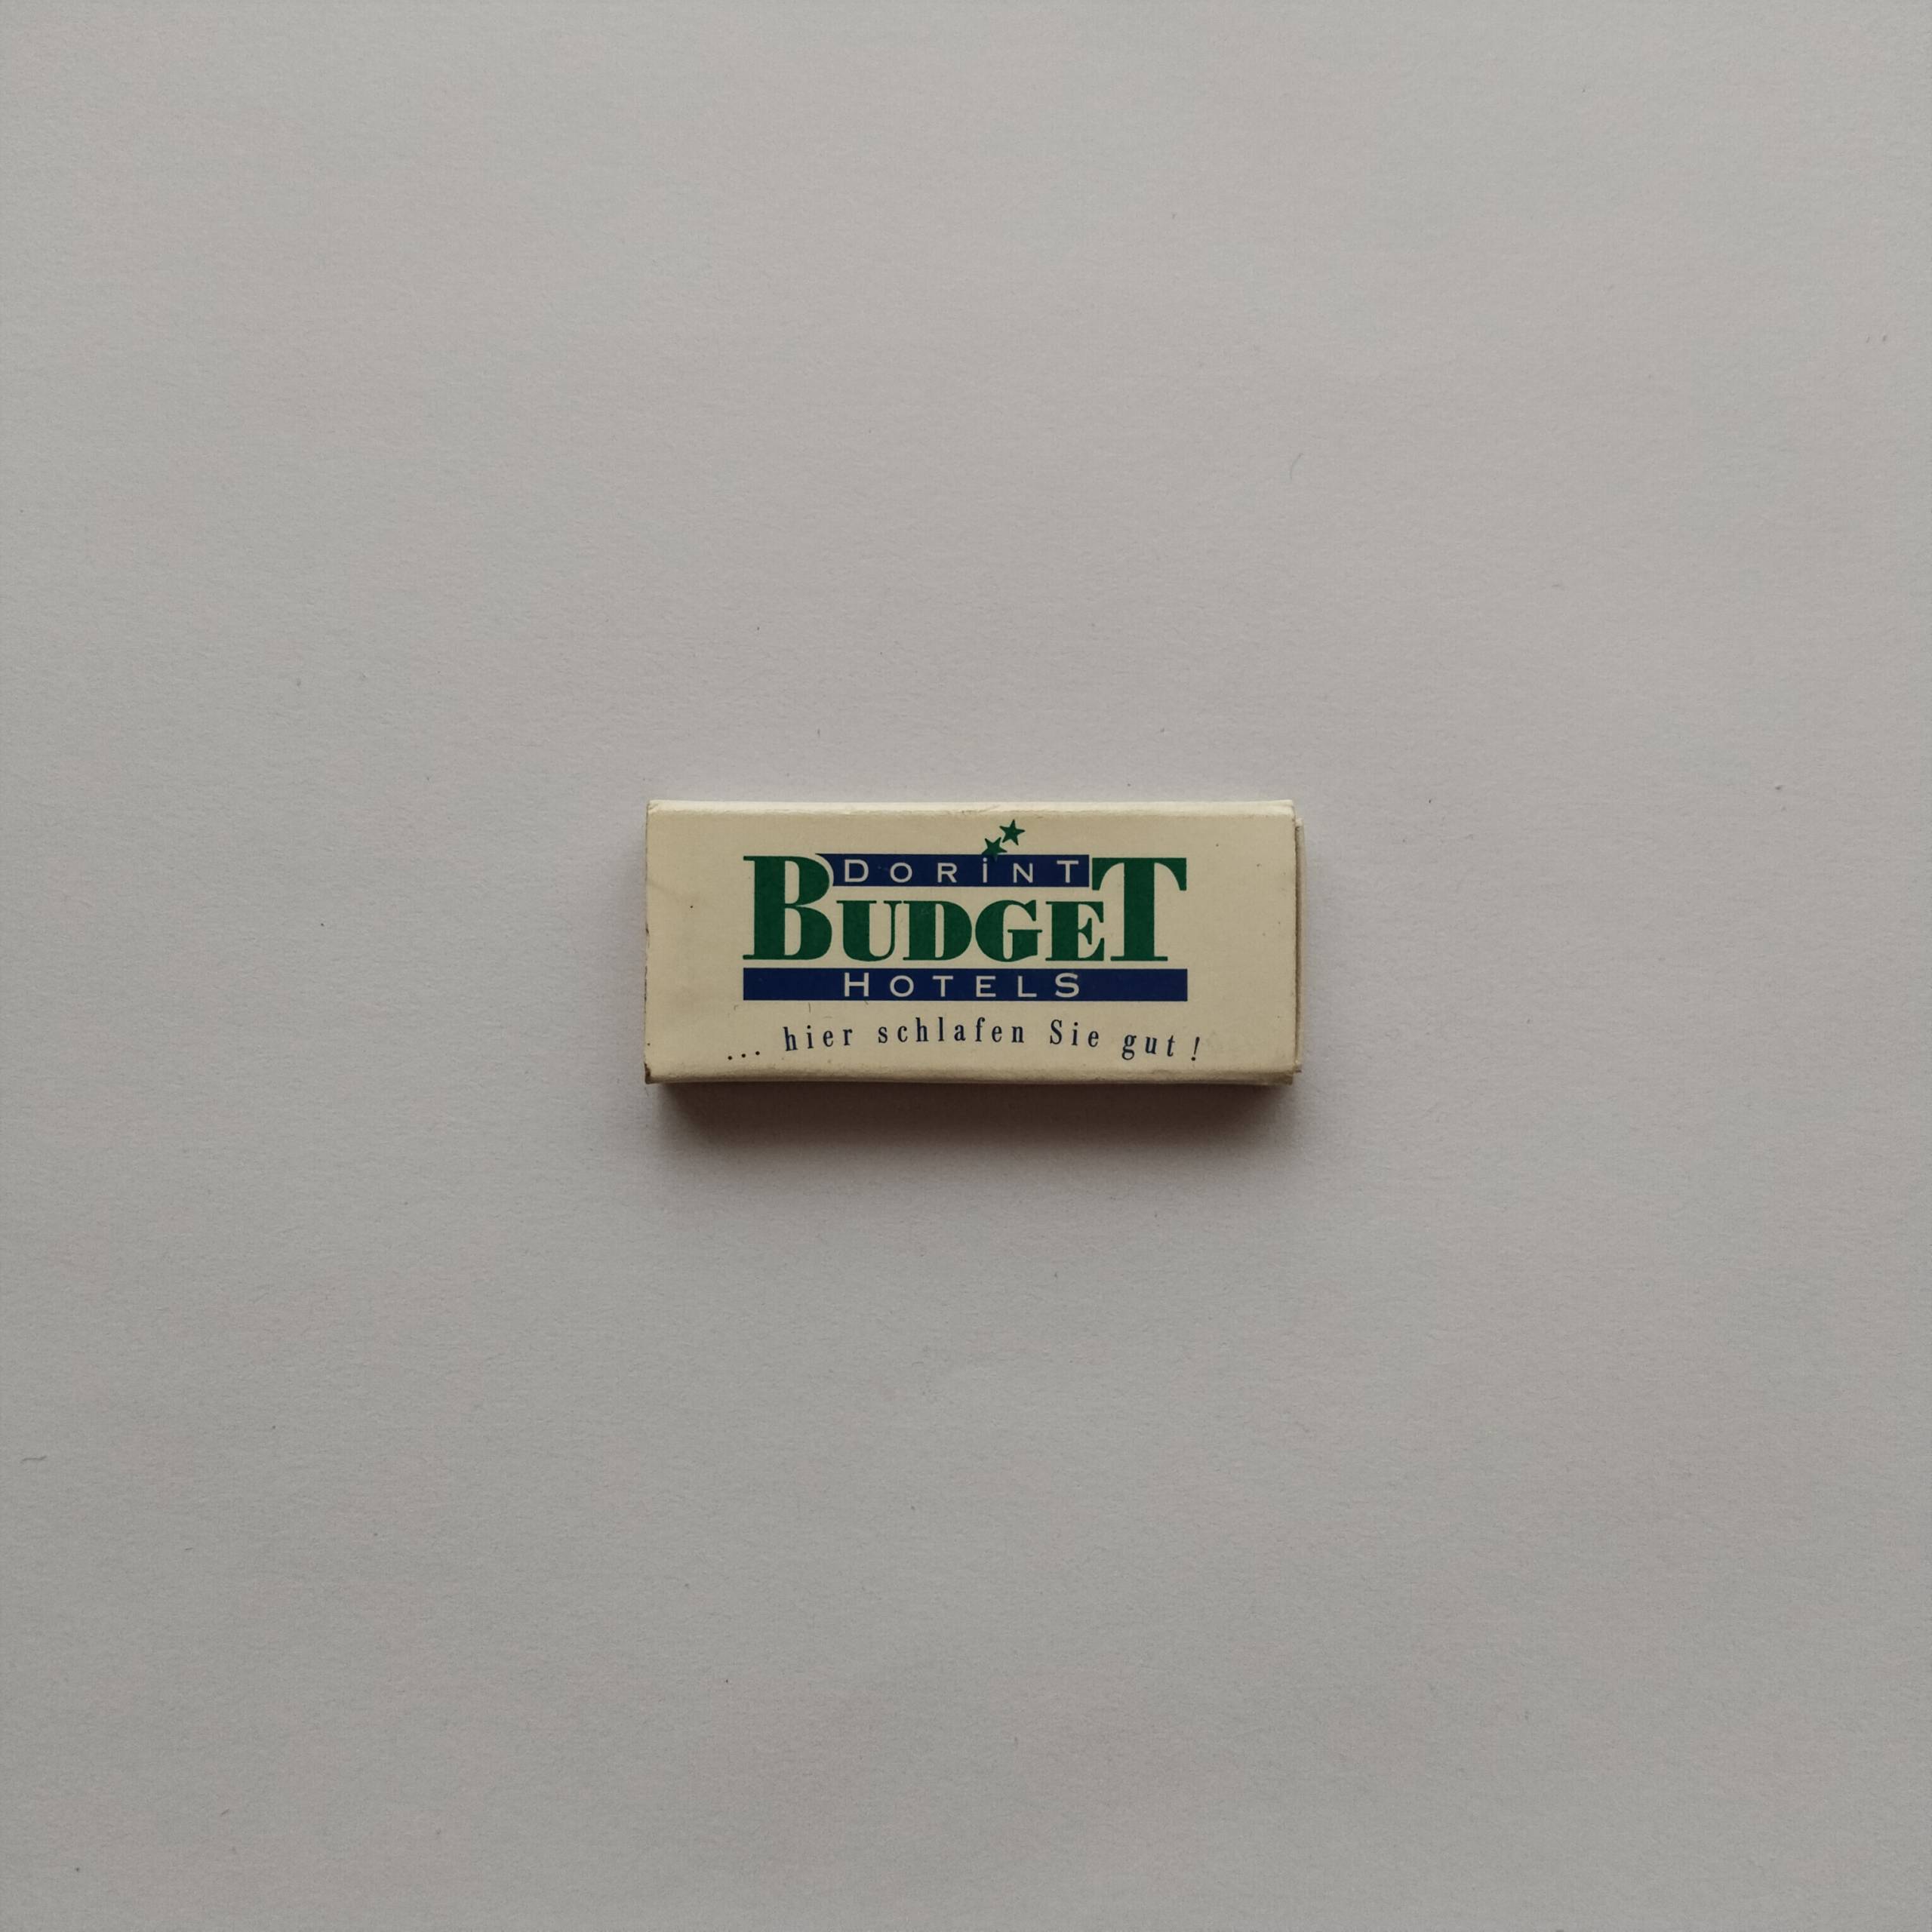 DORiNT
BUDGET
HOTELS
... hier schlafen Sie gut !